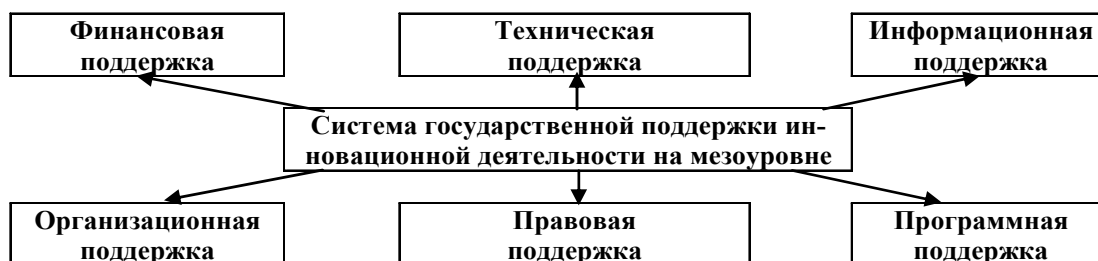 Финансовая
поддержка
Техническая
поддержка
Информационная
поддержка
Система государственной поддержки ин-
новационной деятельности на мезоуровне
Организационная
поддержка
Правовая
поддержка
Программная
поддержка